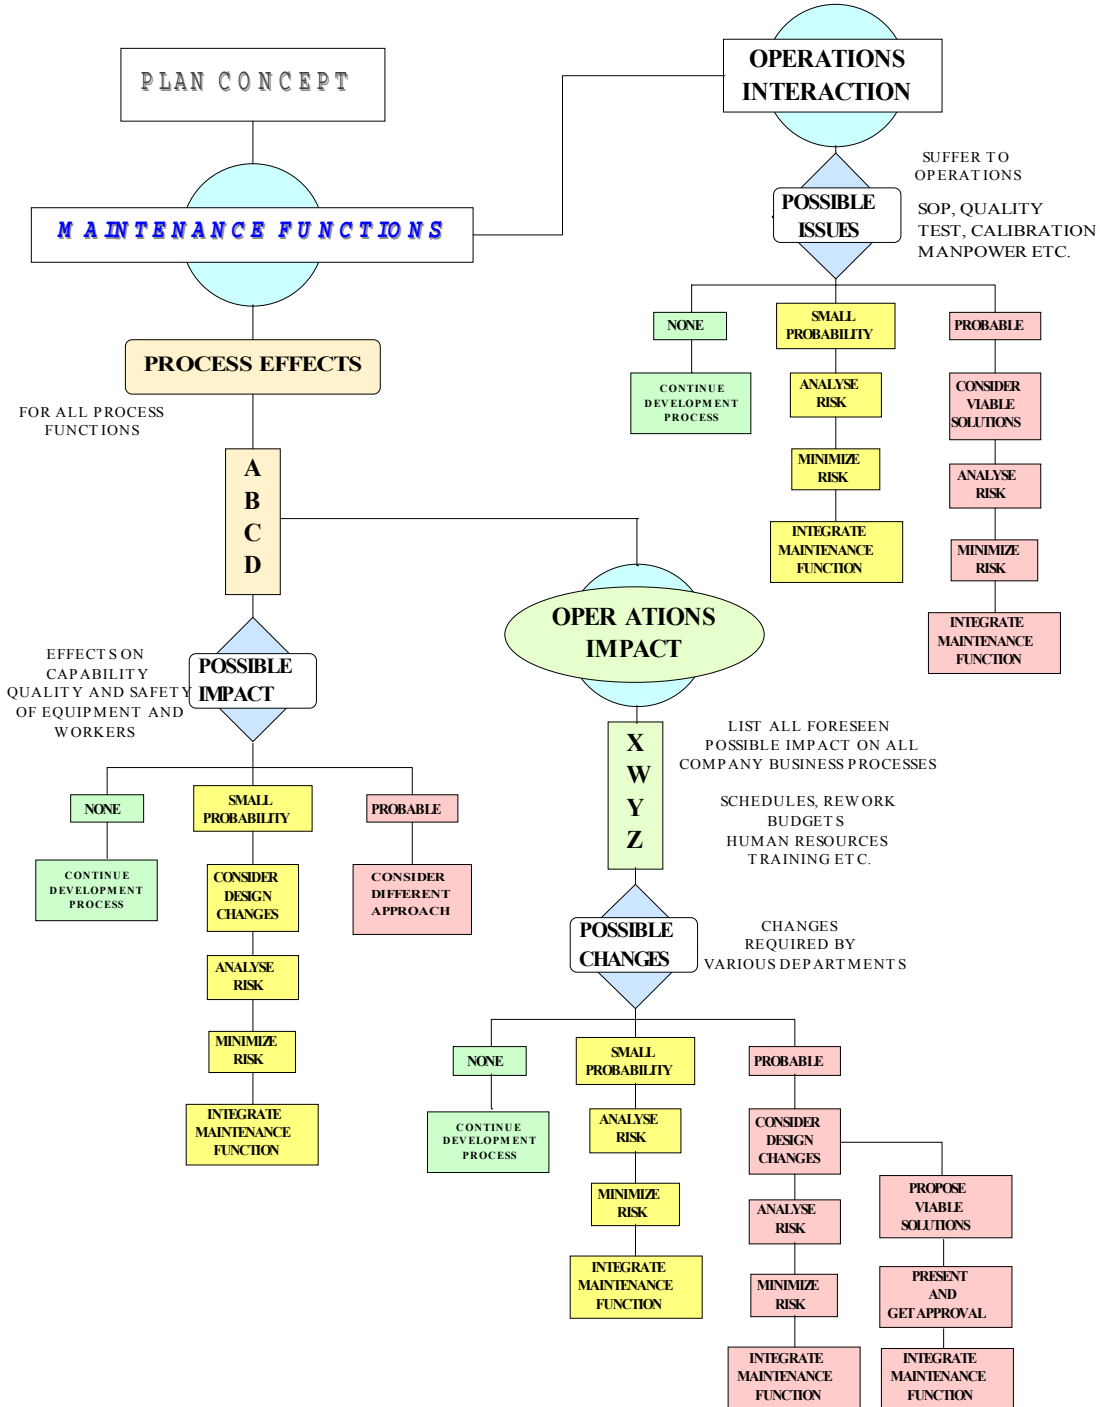 PLAN CONCEPT
OPERATIONS
INTERACTION
MAINTENANCE FUNCTIONS
SUFFER TO
OPERATIONS
POSSIBLE
ISSUES
SOP, QUALITY
TEST, CALIBRATION
MANPOWER ETC.
NONE
SMALL
PROBABILITY
PROBABLE
CONTINUE
DEVELOPMENT
PROCESS
ANALYSE
RISK
CONSIDER
VIABLE
SOLUTIONS
MINIMIZE
RISK
ANALYSE
RISK
INTEGRATE
MAINTENANCE
FUNCTION
MINIMIZE
RISK
INTEGRATE
MAINTENANCE
FUNCTION
PROCESS EFFECTS
FOR ALL PROCESS
FUNCTIONS
A
B
C
D
POSSIBLE
IMPACT
EFFECTS ON
CAPABILITY
QUALITY AND SAFETY
OF EQUIPMENT AND
WORKERS
NONE
SMALL
PROBABILITY
PROBABLE
CONTINUE
DEVELOPMENT
PROCESS
CONSIDER
DESIGN
CHANGES
CONSIDER
DIFFERENT
APPROACH
ANALYSE
RISK
MINIMIZE
RISK
INTEGRATE
MAINTENANCE
FUNCTION
OPERATIONS
IMPACT
X
W
Y
Z
LIST ALL FORESEEN
POSSIBLE IMPACT ON ALL
COMPANY BUSINESS PROCESSES
SCHEDULES, REWORK
BUDGETS
HUMAN RESOURCES
TRAINING ETC.
POSSIBLE
CHANGES
CHANGES
REQUIRED BY
VARIOUS DEPARTMENTS
NONE
SMALL
PROBABILITY
PROBABLE
CONTINUE
DEVELOPMENT
PROCESS
ANALYSE
RISK
CONSIDER
DESIGN
CHANGES
MINIMIZE
RISK
ANALYSE
RISK
PROPOSE
VIABLE
SOLUTIONS
INTEGRATE
MAINTENANCE
FUNCTION
MINIMIZE
RISK
PRESENT
AND
GET APPROVAL
INTEGRATE
MAINTENANCE
FUNCTION
INTEGRATE
MAINTENANCE
FUNCTION